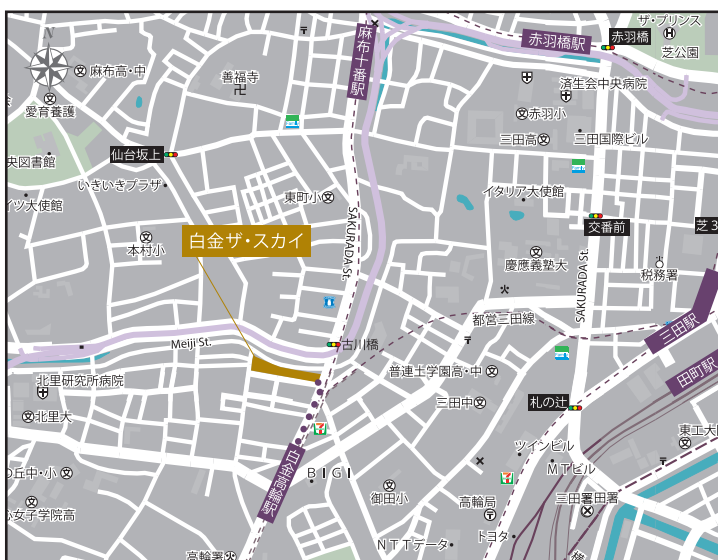 ザ・プリンス
赤羽橋
赤羽橋駅
芝公園
N
麻布高・中
麻布十番駅
善福寺
済生会中央病院
愛育養護
赤羽小
三田高
三田国際ビル
仙台坂上
央図書館
いきいきプラザ
イタリア大使館
東町小
イツ大使館
SAKURADA St.
交番前
芝3
白金ザ・スカイ
本村小
慶應義塾大
税務署
SAKURADA St.
都営三田線
三田駅
Meiji St.
古川橋
田町駅
北里研究所病院
普連土学園高・中
三田中
札の辻
北里大
東工大
ツインビル
白金高輪駅
BIGI
MTビル
の丘中・小
御田小
高輪局
三田署
田署
心女子学院高
トヨタ
NTTデータ
高輪署